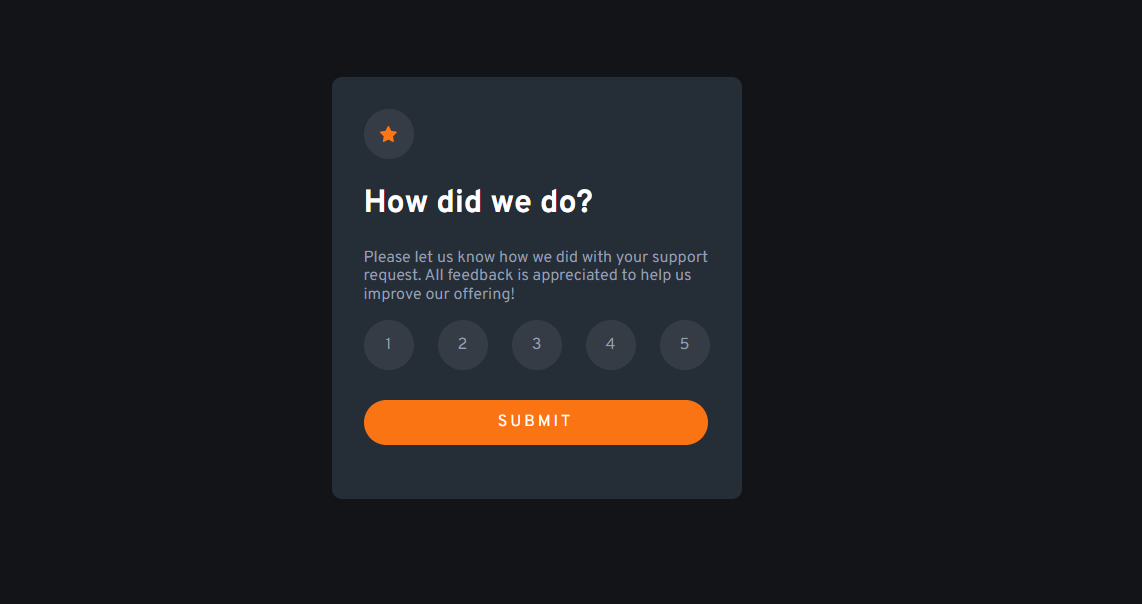 How did we do?
Please let us know how we did with your support
request. All feedback is appreciated to help us
improve our offering!
1 2 3 4 5
SUBMIT